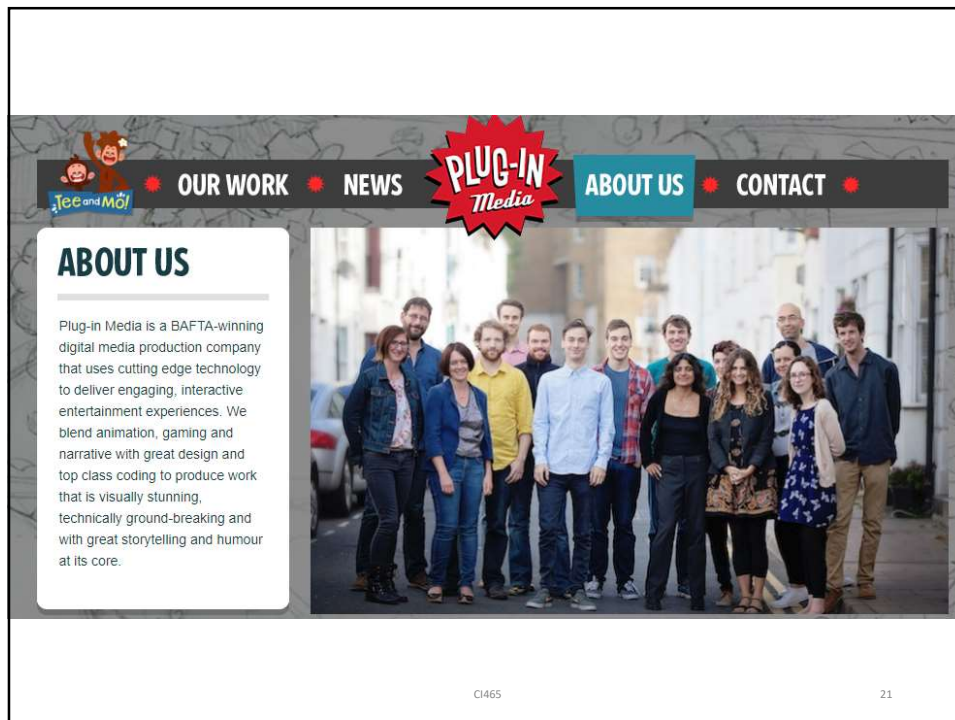 Tee and Mo!
OUR WORK
NEWS
PLUG-IN
Media
ABOUT US
CONTACT
ABOUT US
Plug-in Media is a BAFTA-winning
digital media production company
that uses cutting edge technology
to deliver engaging, interactive
entertainment experiences. We
blend animation, gaming and
narrative with great design and
top class coding to produce work
that is visually stunning,
technically ground-breaking and
with great storytelling and humour
at its core.
CI465
21